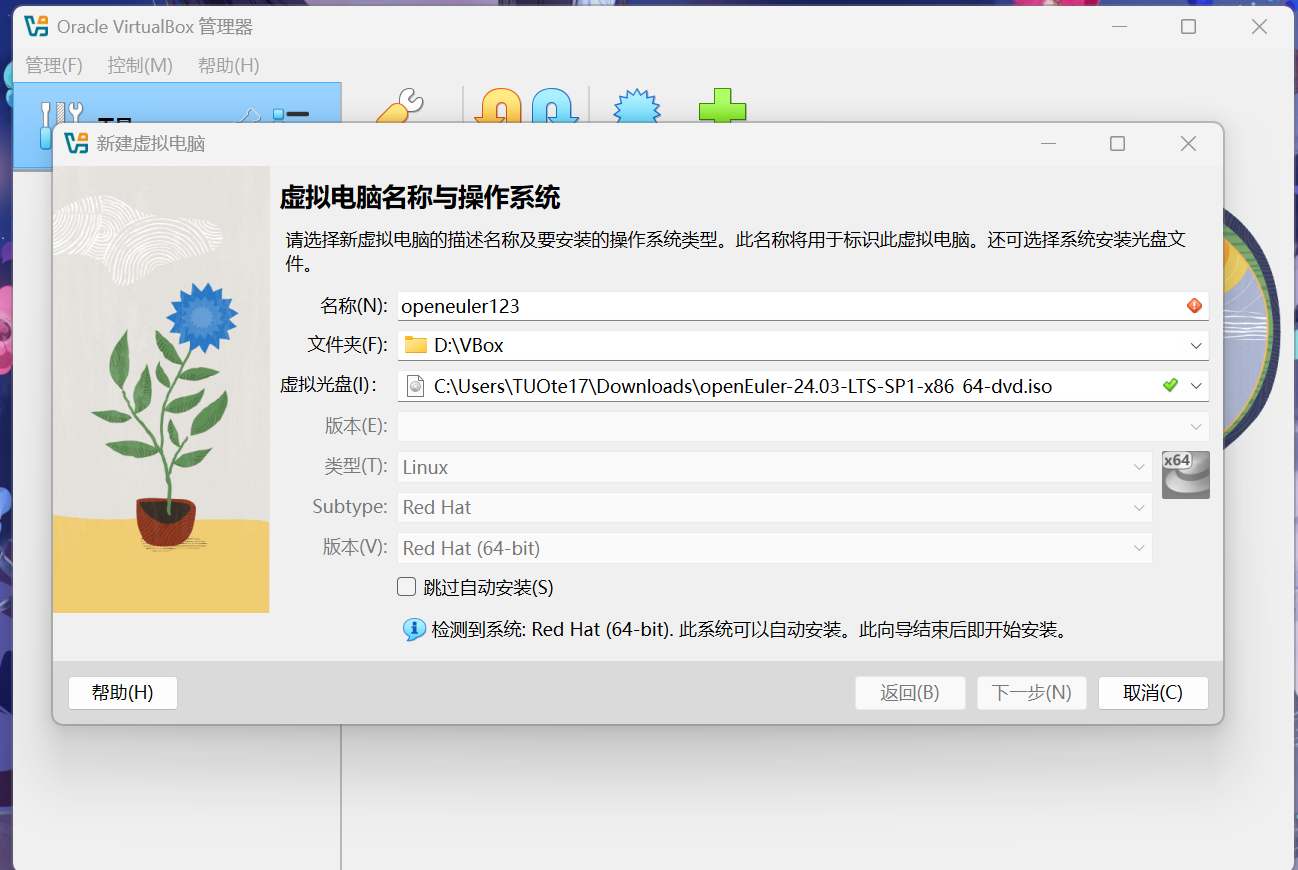 Oracle VirtualBox 管理器
管理(F) 控制(M) 帮助(H)
新建虚拟电脑
虚拟电脑名称与操作系统
请选择新虚拟电脑的描述名称及要安装的操作系统类型。此名称将用于标识此虚拟电脑。还可选择系统安装光盘文
件。
名称(N): openeuler123
文件夹(F): D:\VBox
虚拟光盘(I): C:\Users\TUOte17\Downloads\openEuler-24.03-LTS-SP1-x86_64-dvd.iso
版本(E):
类型(T): Linux
x64
Subtype: Red Hat
版本(V): Red Hat (64-bit)
跳过自动安装(S)
检测到系统: Red Hat (64-bit). 此系统可以自动安装。此向导结束后即开始安装。
帮助(H) 返回(B) 下一步(N) 取消(C)